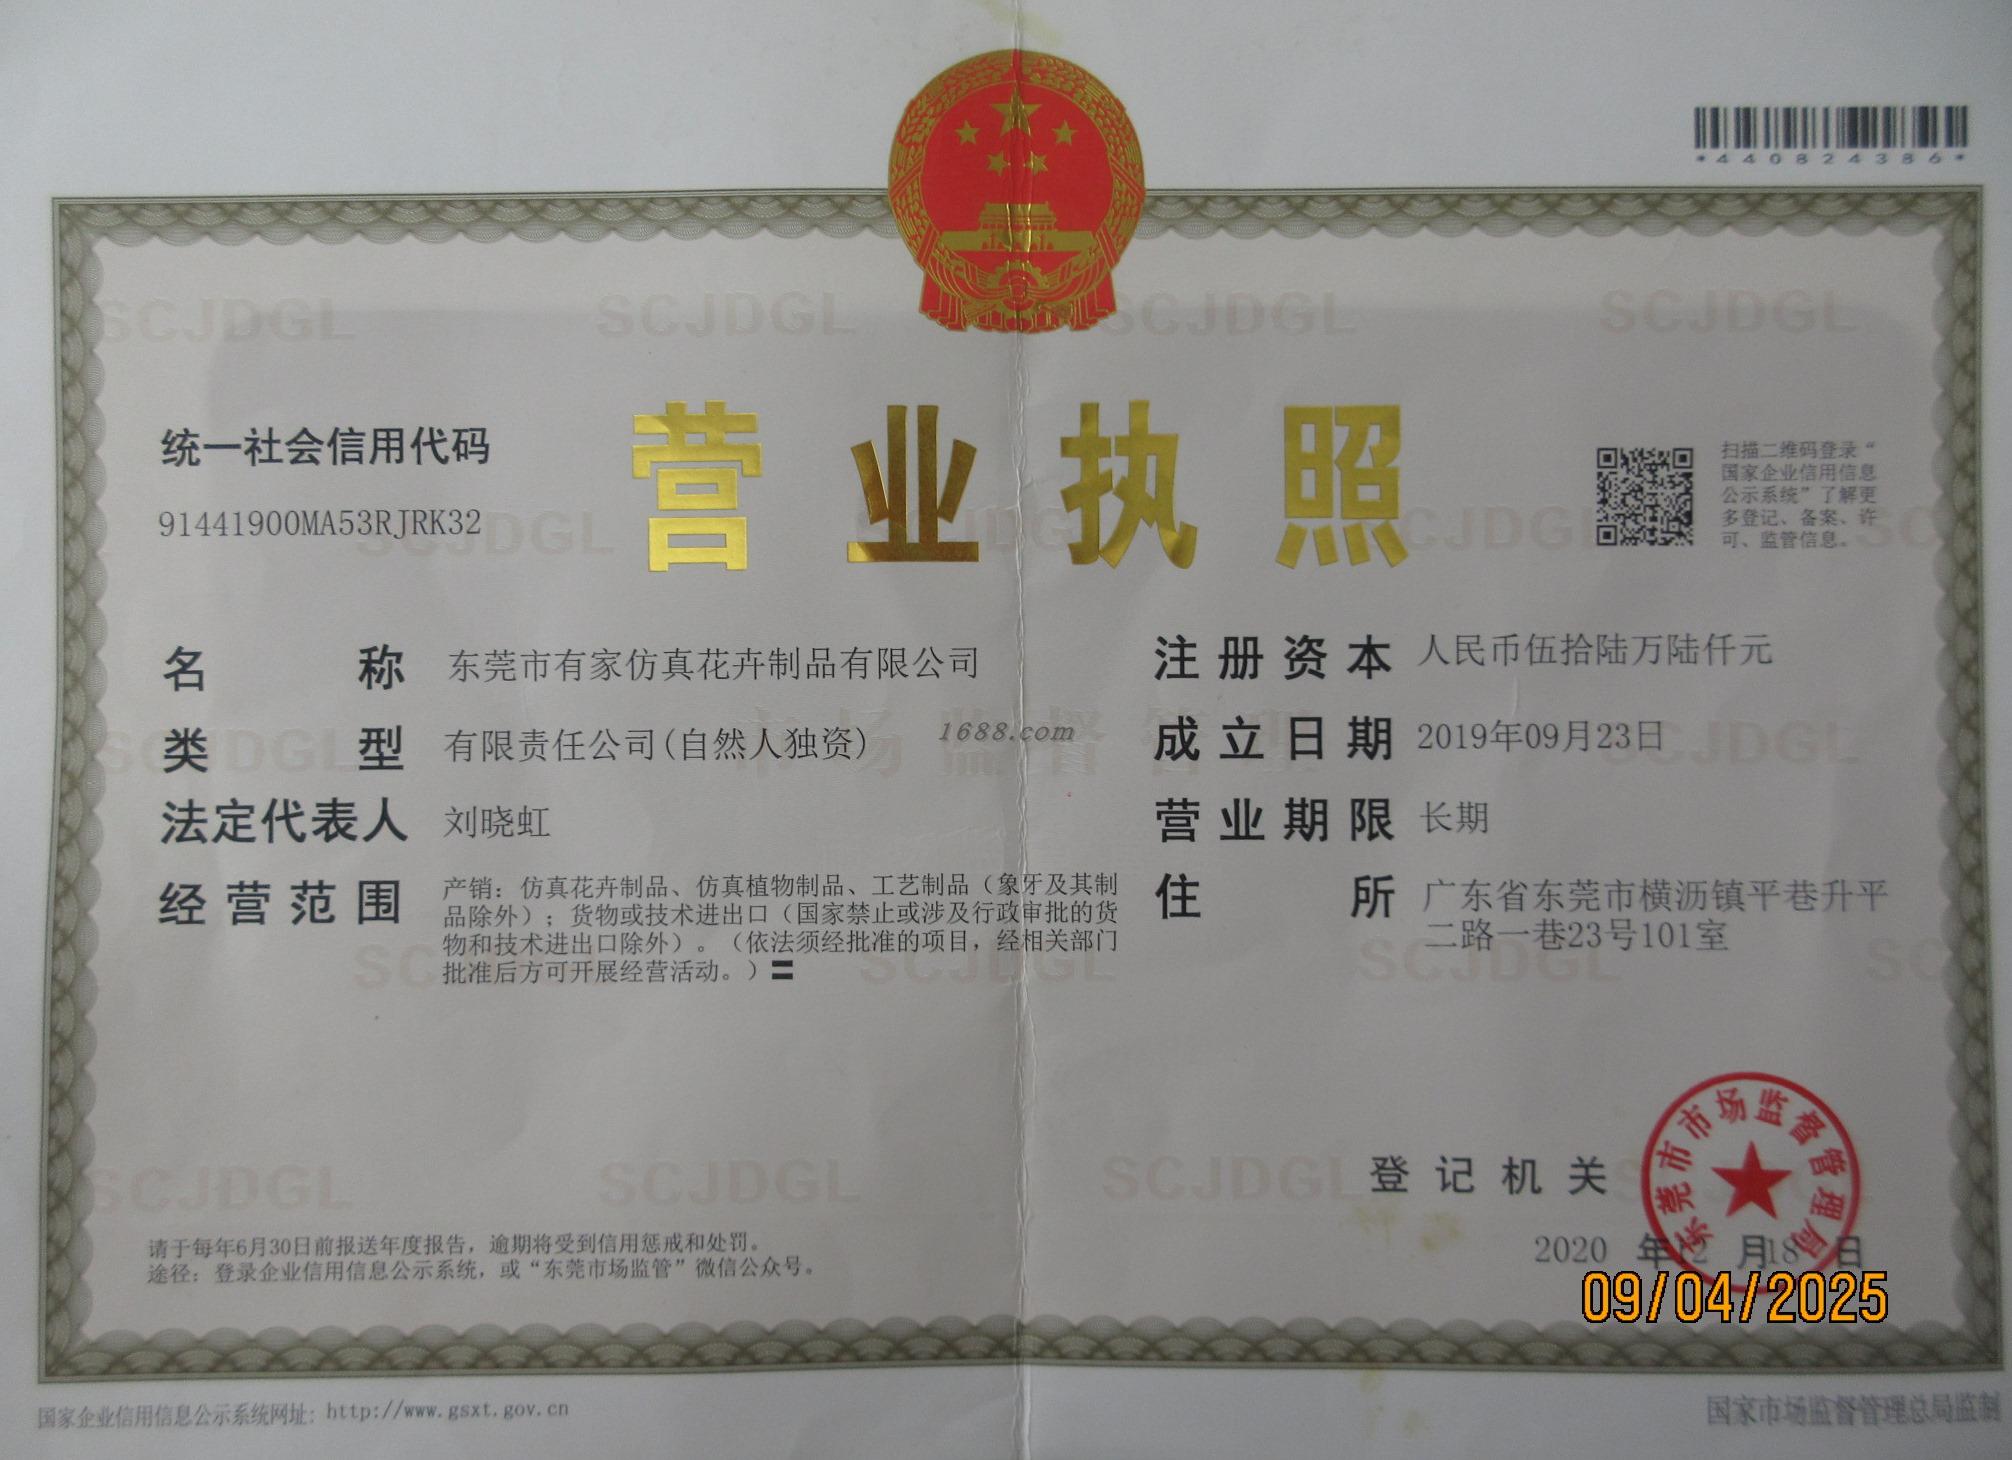 *440824386*
统一社会信用代码
91441900MA53RJRK32
营业执照
扫描二维码登录“
国家企业信用信息
公示系统”了解更
多登记、备案、许
可、监管信息。
名称 东莞市有家仿真花卉制品有限公司
类型 有限责任公司(自然人独资)
法定代表人 刘晓虹
经营范围 产销：仿真花卉制品、仿真植物制品、工艺制品（象牙及其制
品除外）；货物或技术进出口（国家禁止或涉及行政审批的货
物和技术进出口除外）。（依法须经批准的项目，经相关部门
批准后方可开展经营活动。）〓
1688.com
注册资本 人民币伍拾陆万陆仟元
成立日期 2019年09月23日
营业期限 长期
住所 广东省东莞市横沥镇平巷升平
二路一巷23号101室
市场监督管理
SCJDGL
登记机关
东莞市市场监督管理局
2020 年12 月18 日
09/04/2025
请于每年6月30日前报送年度报告，逾期将受到信用惩戒和处罚。
途径：登录企业信用信息公示系统，或“东莞市场监管”微信公众号。
国家企业信用信息公示系统网址：http://www.gsxt.gov.cn
国家市场监督管理总局监制